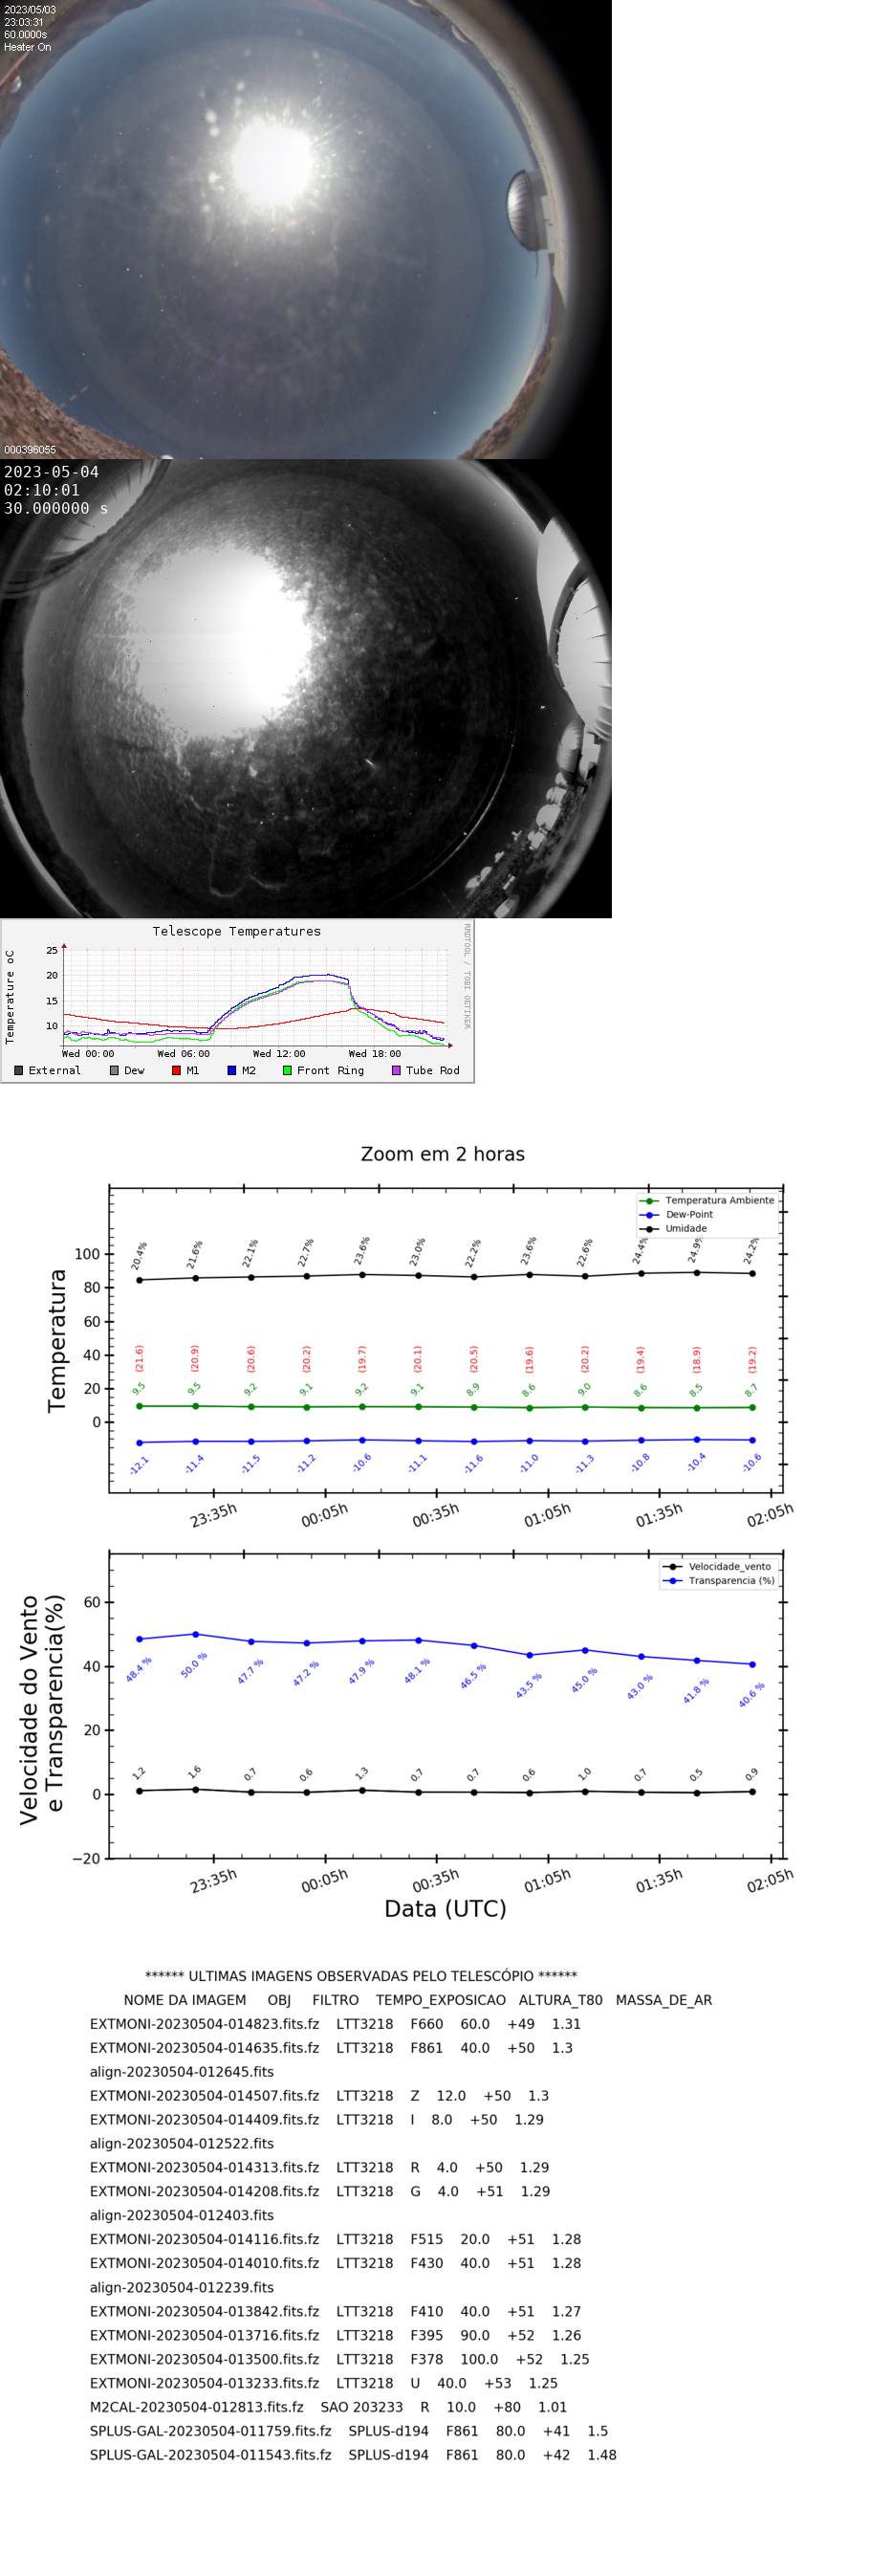 2023/05/03
23:03:31
60.0000s
Heater On
000396055
2023-05-04
02:10:01
30.000000 s
Telescope Temperatures
RRDTOOL / TOBI OETIKER
Temperature oC
25
20
15
10
Wed 00:00 Wed 06:00 Wed 12:00 Wed 18:00
External Dew M1 M2 Front Ring Tube Rod
Zoom em 2 horas
Temperatura Ambiente
Dew-Point
Umidade
Temperatura
100
80
60
40
20
0
20.4% 21.6% 22.1% 22.7% 23.6% 23.0% 22.2% 23.6% 22.6% 24.4% 24.9% 24.2%
(21.6) (20.9) (20.6) (20.2) (19.7) (20.1) (20.5) (19.6) (20.2) (19.4) (18.9) (19.2)
9.5 9.5 9.2 9.1 9.2 9.1 8.9 8.6 9.0 8.6 8.5 8.7
-12.1 -11.4 -11.5 -11.2 -10.6 -11.1 -11.6 -11.0 -11.3 -10.8 -10.4 -10.6
23:35h 00:05h 00:35h 01:05h 01:35h 02:05h
Velocidade_vento
Transparencia (%)
Velocidade do Vento
e Transparencia(%)
60
40
20
0
−20
48.4 % 50.0 % 47.7 % 47.2 % 47.9 % 48.1 % 46.5 % 43.5 % 45.0 % 43.0 % 41.8 % 40.6 %
1.2 1.6 0.7 0.6 1.3 0.7 0.7 0.6 1.0 0.7 0.5 0.9
23:35h 00:05h 00:35h 01:05h 01:35h 02:05h
Data (UTC)
****** ULTIMAS IMAGENS OBSERVADAS PELO TELESCÓPIO ******
NOME DA IMAGEM OBJ FILTRO TEMPO_EXPOSICAO ALTURA_T80 MASSA_DE_AR
EXTMONI-20230504-014823.fits.fz LTT3218 F660 60.0 +49 1.31
EXTMONI-20230504-014635.fits.fz LTT3218 F861 40.0 +50 1.3
align-20230504-012645.fits
EXTMONI-20230504-014507.fits.fz LTT3218 Z 12.0 +50 1.3
EXTMONI-20230504-014409.fits.fz LTT3218 I 8.0 +50 1.29
align-20230504-012522.fits
EXTMONI-20230504-014313.fits.fz LTT3218 R 4.0 +50 1.29
EXTMONI-20230504-014208.fits.fz LTT3218 G 4.0 +51 1.29
align-20230504-012403.fits
EXTMONI-20230504-014116.fits.fz LTT3218 F515 20.0 +51 1.28
EXTMONI-20230504-014010.fits.fz LTT3218 F430 40.0 +51 1.28
align-20230504-012239.fits
EXTMONI-20230504-013842.fits.fz LTT3218 F410 40.0 +51 1.27
EXTMONI-20230504-013716.fits.fz LTT3218 F395 90.0 +52 1.26
EXTMONI-20230504-013500.fits.fz LTT3218 F378 100.0 +52 1.25
EXTMONI-20230504-013233.fits.fz LTT3218 U 40.0 +53 1.25
M2CAL-20230504-012813.fits.fz SAO 203233 R 10.0 +80 1.01
SPLUS-GAL-20230504-011759.fits.fz SPLUS-d194 F861 80.0 +41 1.5
SPLUS-GAL-20230504-011543.fits.fz SPLUS-d194 F861 80.0 +42 1.48